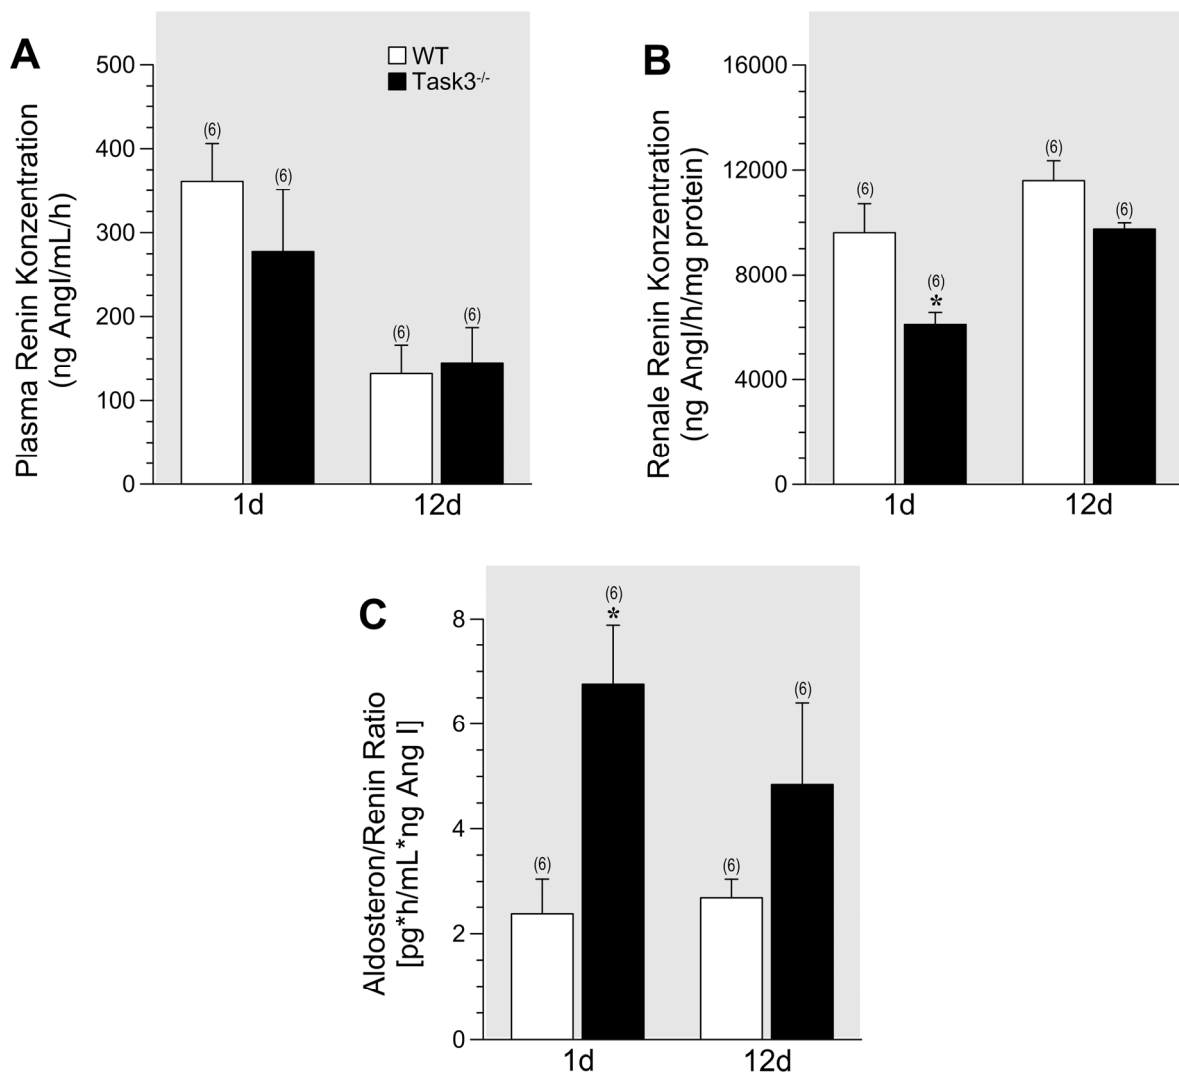 A
Plasma Renin Konzentration
(ng AngI/mL/h)
500
400
300
200
100
0
WT
Task3-/-
(6)
(6)
(6)
(6)
1d
12d
B
Renale Renin Konzentration
(ng AngI/h/mg protein)
16000
12000
8000
4000
0
(6)
(6)
*
(6)
(6)
1d
12d
C
Aldosteron/Renin Ratio
[pg*h/mL*ng Ang I]
8
6
4
2
0
(6)
(6)
*
(6)
(6)
1d
12d